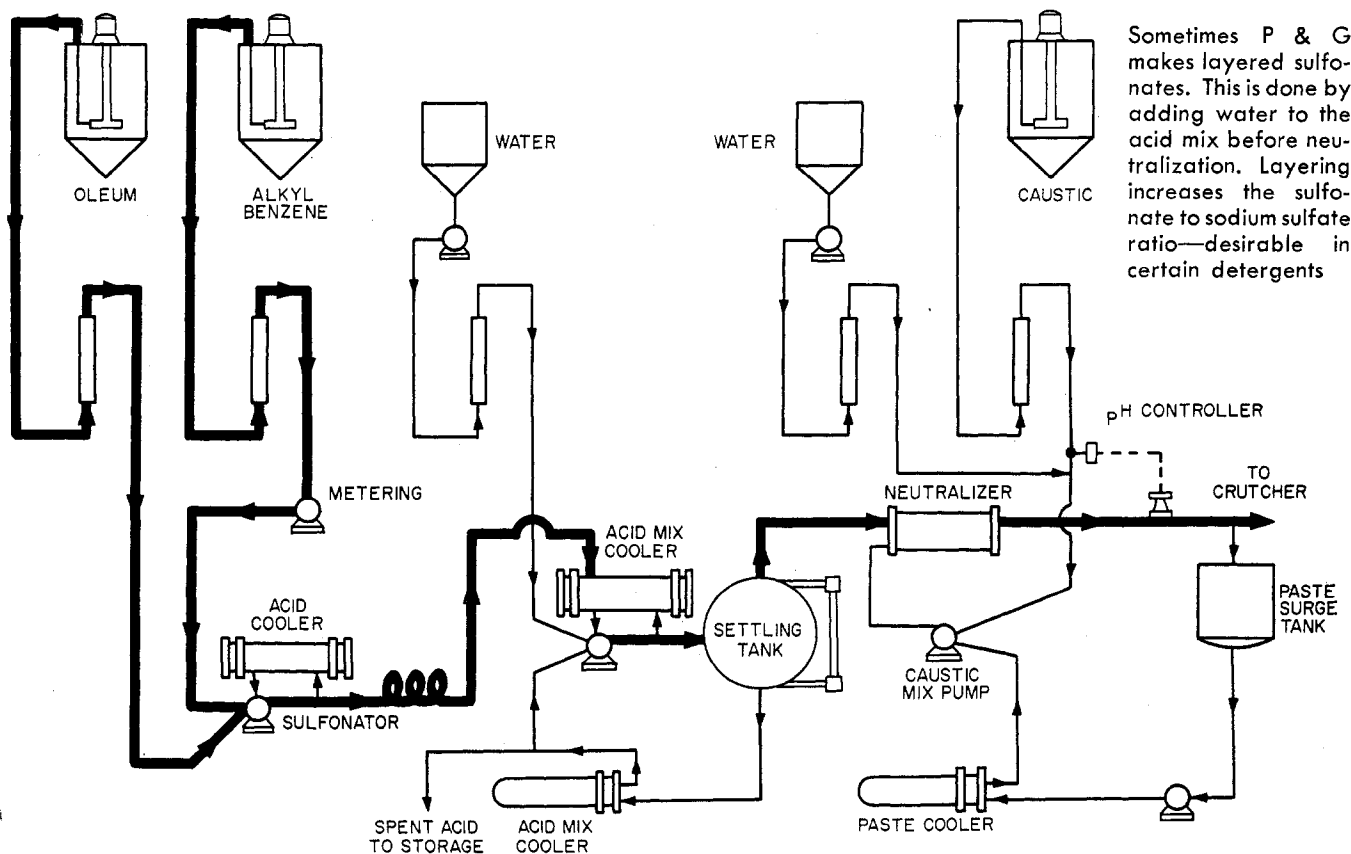 Sometimes P & G
makes layered sulfo-
nates. This is done by
adding water to the
acid mix before neu-
tralization. Layering
increases the sulfo-
nate to sodium sulfate
ratio—desirable in
certain detergents
OLEUM
ALKYL
BENZENE
WATER
WATER
CAUSTIC
pH CONTROLLER
METERING
NEUTRALIZER
TO
CRUTCHER
ACID MIX
COOLER
ACID
COOLER
SETTLING
TANK
PASTE
SURGE
TANK
CAUSTIC
MIX PUMP
SULFONATOR
SPENT ACID
TO STORAGE
ACID MIX
COOLER
PASTE COOLER